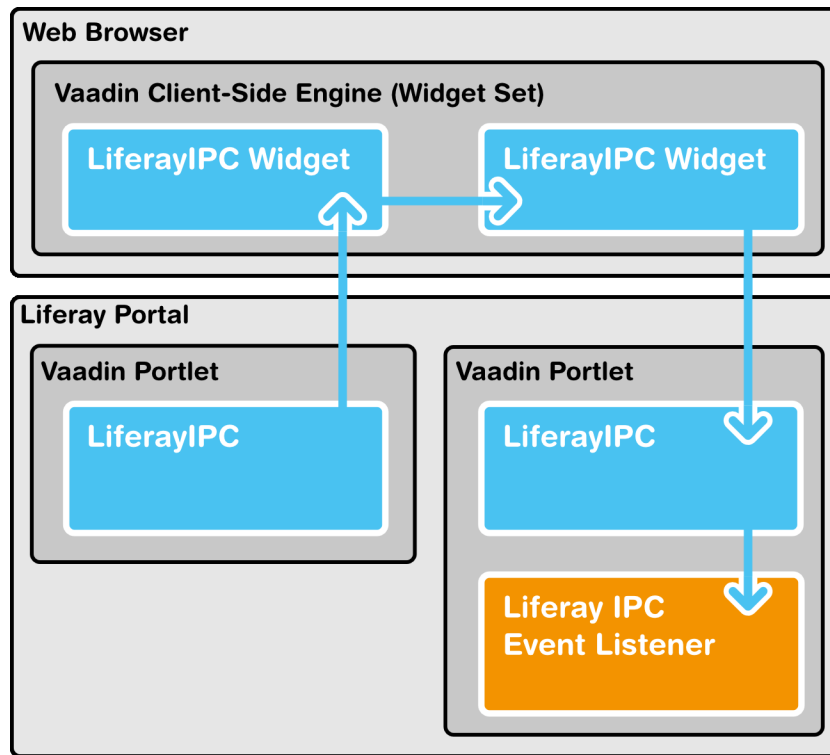 Web Browser
Vaadin Client-Side Engine (Widget Set)
LiferayIPC Widget
LiferayIPC Widget
Liferay Portal
Vaadin Portlet
LiferayIPC
Vaadin Portlet
LiferayIPC
Liferay IPC
Event Listener